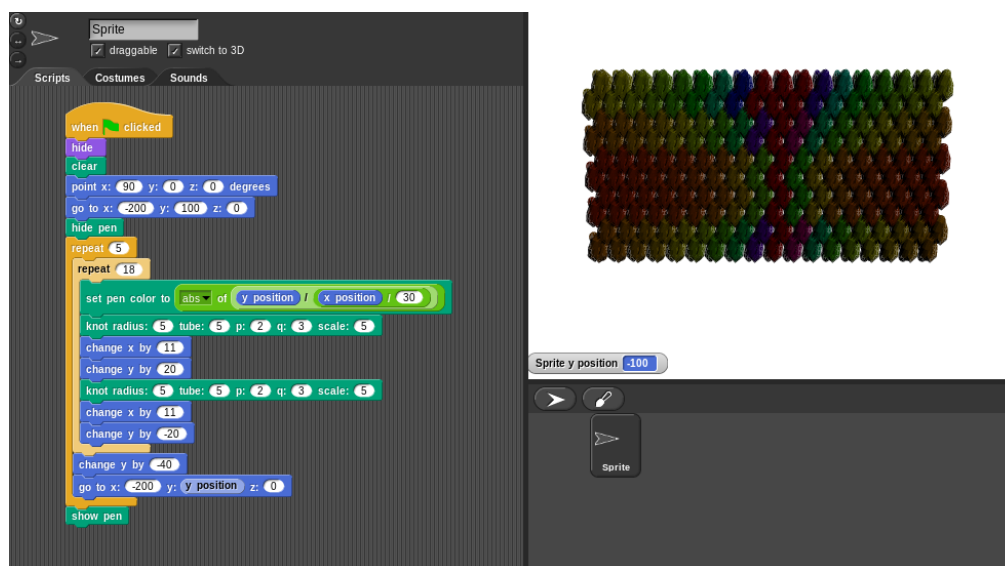 Sprite
draggable switch to 3D
Scripts Costumes Sounds
when clicked
hide
clear
point x: 90 y: 0 z: 0 degrees
go to x: -200 y: 100 z: 0
hide pen
repeat 5
repeat 18
set pen color to abs of y position / x position / 30
knot radius: 5 tube: 5 p: 2 q: 3 scale: 5
change x by 11
change y by 20
knot radius: 5 tube: 5 p: 2 q: 3 scale: 5
change x by 11
change y by -20
change y by -40
go to x: -200 y: y position z: 0
show pen
Sprite y position -100
Sprite